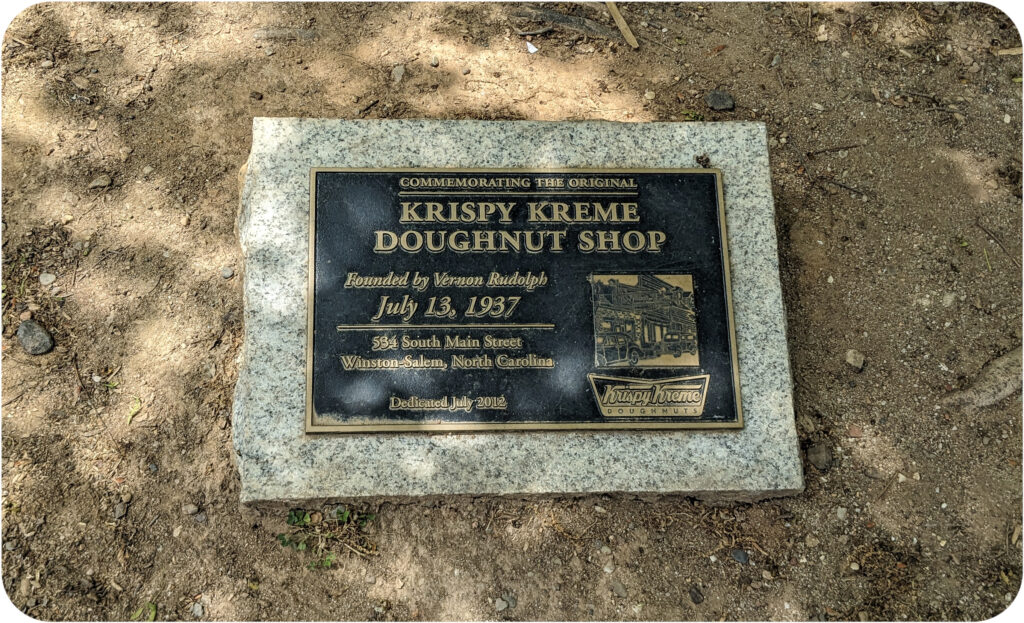 COMMEMORATING THE ORIGINAL
KRISPY KREME
DOUGHNUT SHOP
Founded by Vernon Rudolph
July 13, 1937
534 South Main Street
Winston-Salem, North Carolina
Dedicated July 2012
Krispy Kreme
DOUGHNUTS